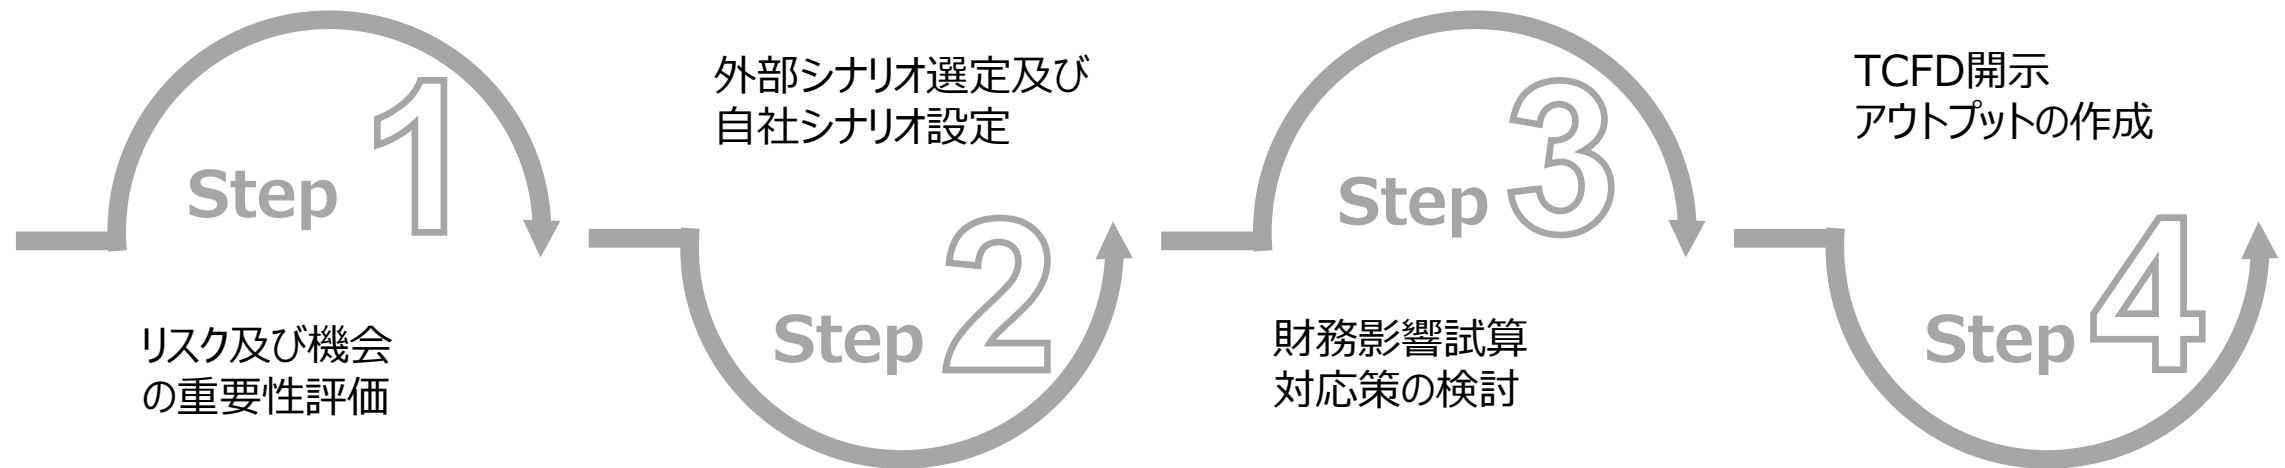 Step 1
リスク及び機会
の重要性評価
外部シナリオ選定及び
自社シナリオ設定
Step 2
Step 3
財務影響試算
対応策の検討
TCFD開示
アウトプットの作成
Step 4